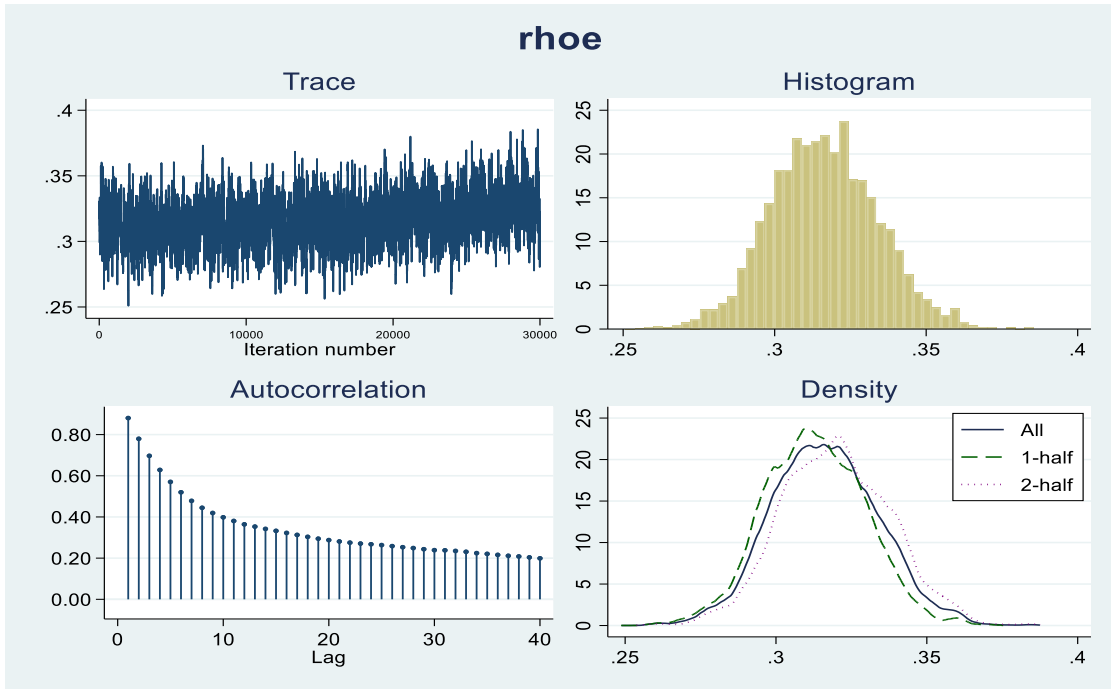 rhoe
Trace
.4
.35
.3
.25
0 10000 20000 30000
Iteration number
Histogram
25
20
15
10
5
0
.25 .3 .35 .4
Autocorrelation
0.80
0.60
0.40
0.20
0.00
0 10 20 30 40
Lag
Density
25
20
15
10
5
0
.25 .3 .35 .4
All
1-half
2-half